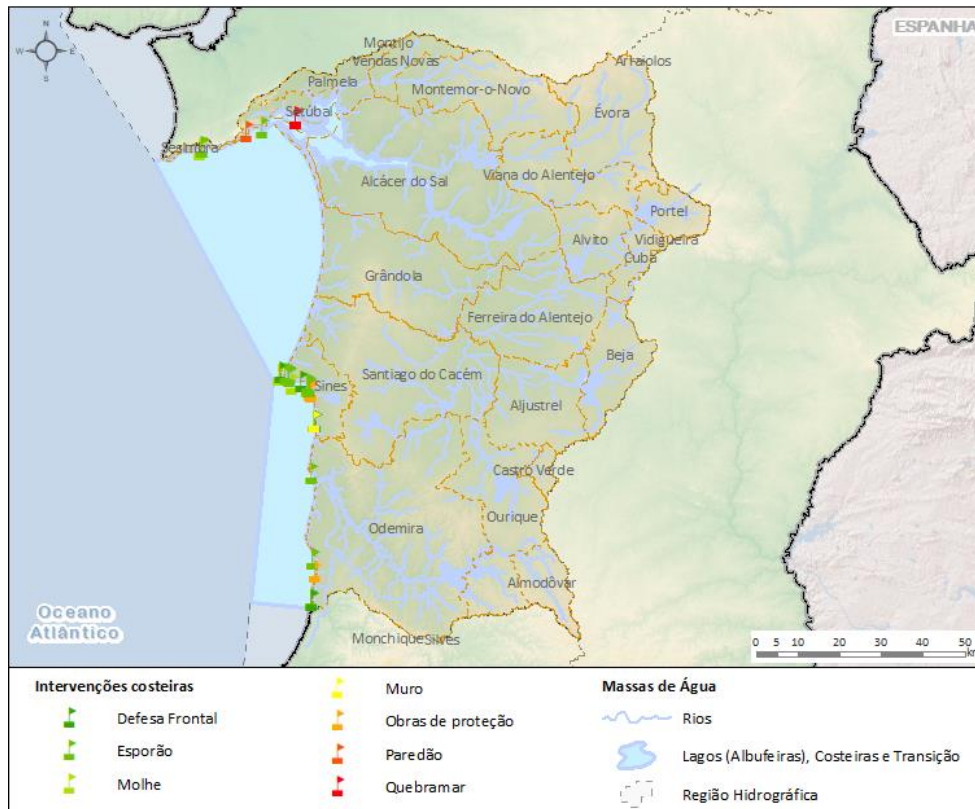 N
W E
S
ESPANHA
Montijo
Vendas Novas
Arraiolos
Palmela
Montemor-o-Novo
Setúbal
Évora
Sesimbra
Viana do Alentejo
Alcácer do Sal
Portel
Alvito
Vidigueira
Cuba
Grândola
Ferreira do Alentejo
Beja
Santiago do Cacém
Sines
Aljustrel
Castro Verde
Ourique
Odemira
Almodôvar
Oceano
Atlântico
Monchique
Silves
0 5 10 20 30 40 50
km
Intervenções costeiras
Defesa Frontal
Esporão
Molhe
Muro
Obras de proteção
Paredão
Quebramar
Massas de Água
Rios
Lagos (Albufeiras), Costeiras e Transição
Região Hidrográfica